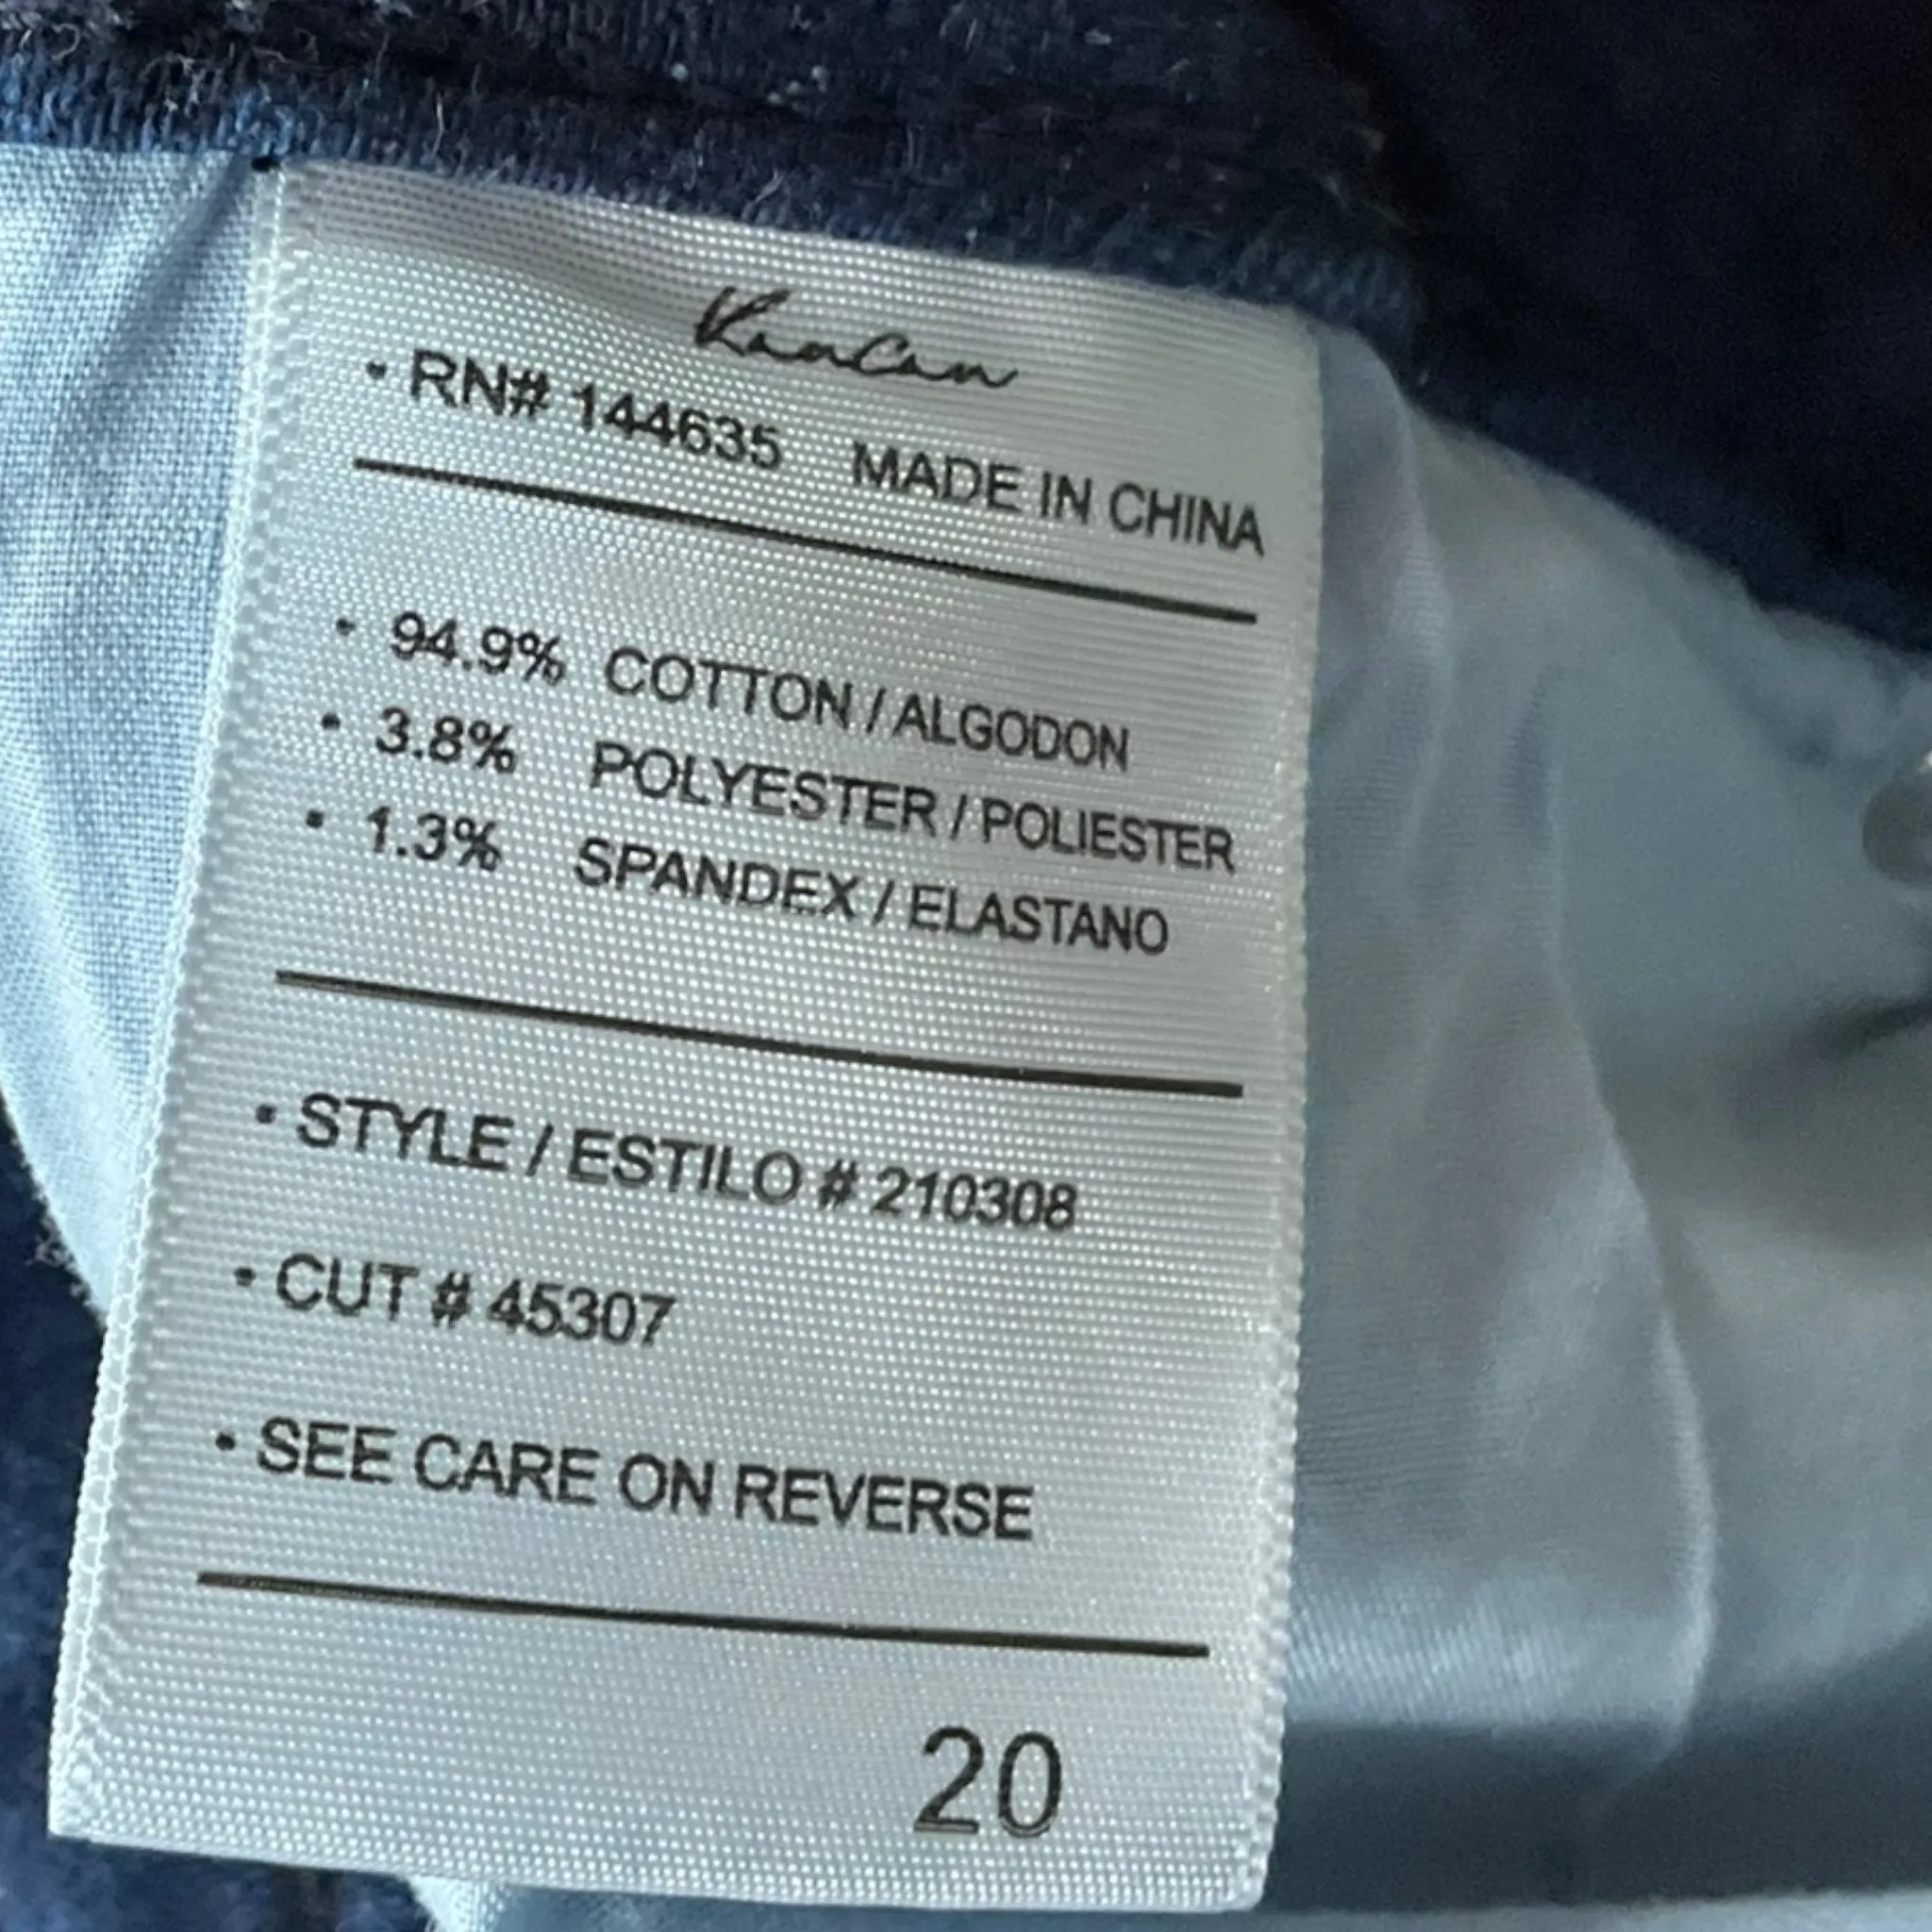 KanCan
• RN# 144635 MADE IN CHINA
• 94.9% COTTON / ALGODON
• 3.8% POLYESTER / POLIESTER
• 1.3% SPANDEX / ELASTANO
• STYLE / ESTILO # 210308
• CUT # 45307
• SEE CARE ON REVERSE
20